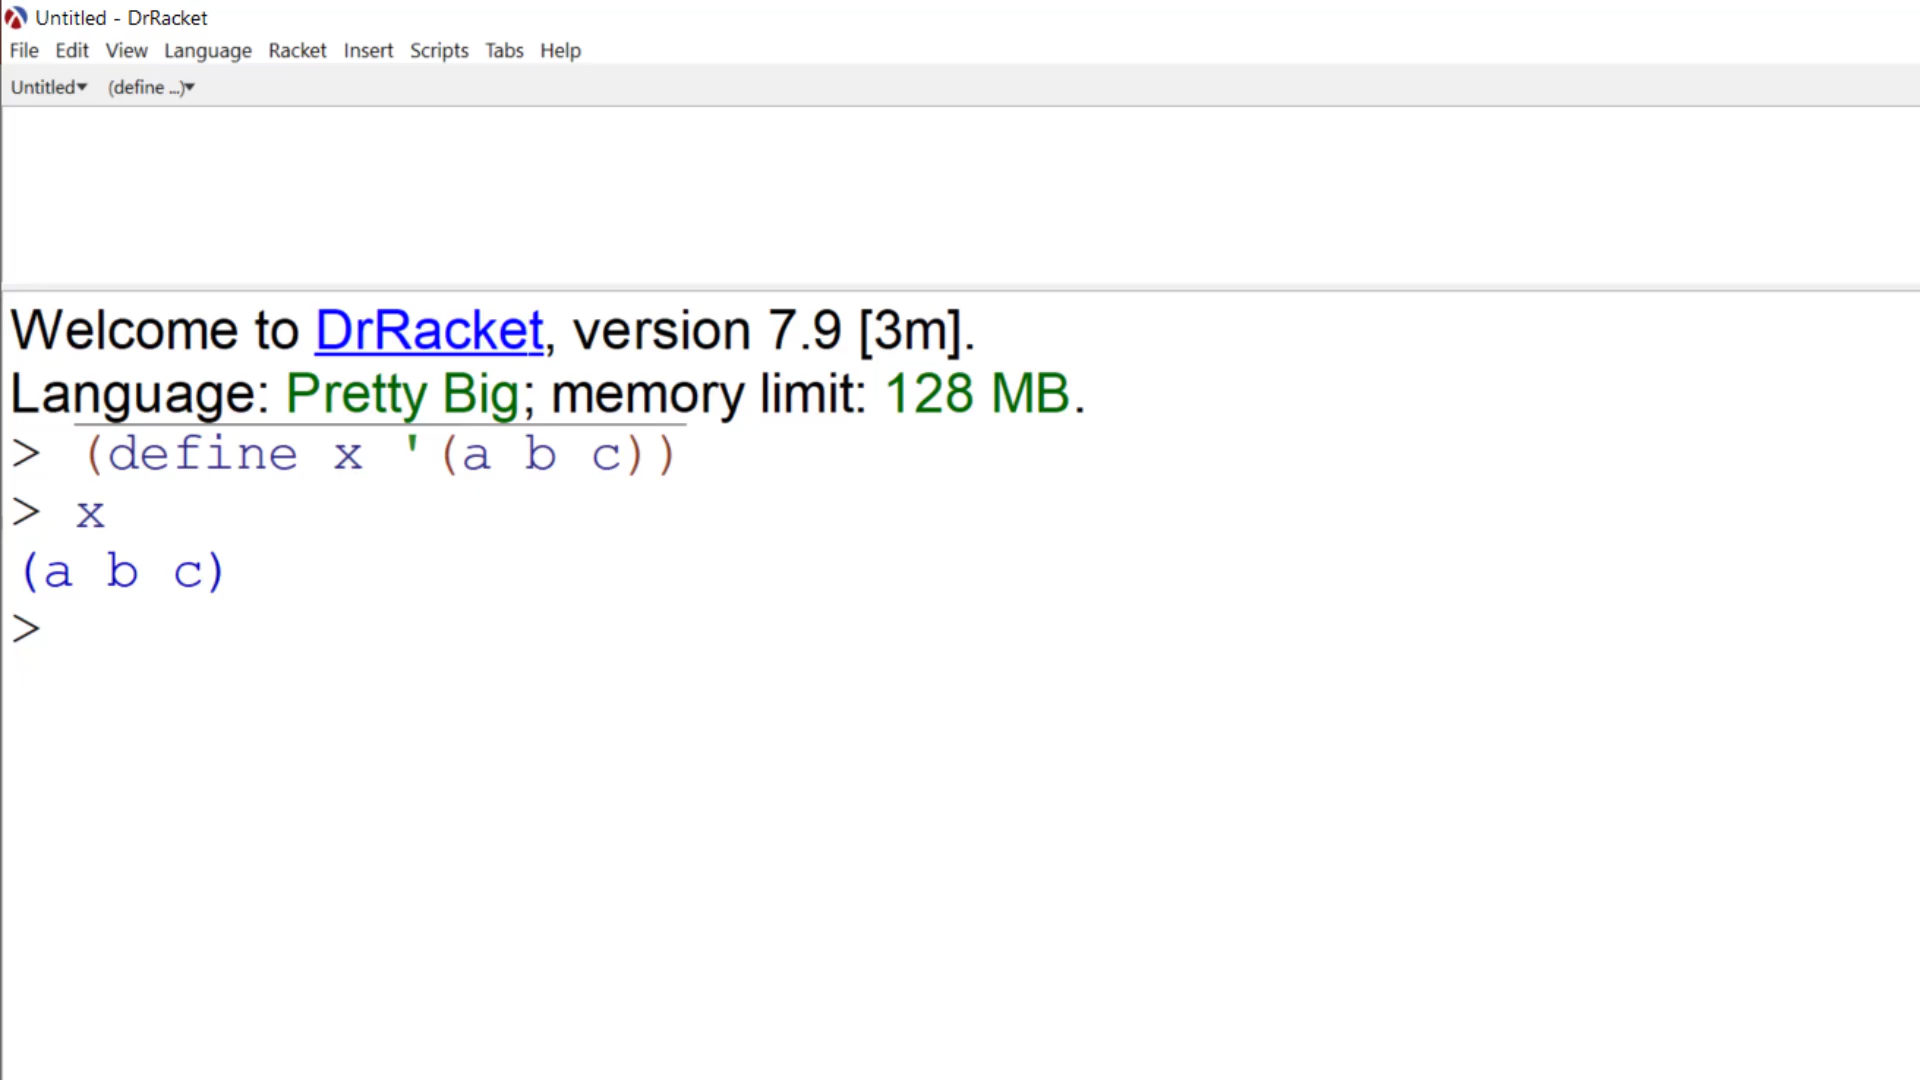 Untitled - DrRacket
File Edit View Language Racket Insert Scripts Tabs Help
Untitled▾ (define ...)▾
Welcome to DrRacket, version 7.9 [3m].
Language: Pretty Big; memory limit: 128 MB.
> (define x '(a b c))
> x
(a b c)
>